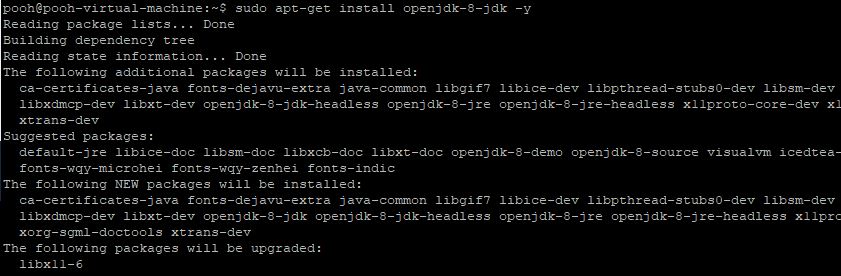 pooh@pooh-virtual-machine:~$ sudo apt-get install openjdk-8-jdk -y
Reading package lists... Done
Building dependency tree
Reading state information... Done
The following additional packages will be installed:
ca-certificates-java fonts-dejavu-extra java-common libgif7 libice-dev libpthread-stubs0-dev libsm-dev
libxdmcp-dev libxt-dev openjdk-8-jdk-headless openjdk-8-jre openjdk-8-jre-headless x11proto-core-dev x1
xtrans-dev
Suggested packages:
default-jre libice-doc libsm-doc libxcb-doc libxt-doc openjdk-8-demo openjdk-8-source visualvm icedtea-
fonts-wqy-microhei fonts-wqy-zenhei fonts-indic
The following NEW packages will be installed:
ca-certificates-java fonts-dejavu-extra java-common libgif7 libice-dev libpthread-stubs0-dev libsm-dev
libxdmcp-dev libxt-dev openjdk-8-jdk openjdk-8-jdk-headless openjdk-8-jre openjdk-8-jre-headless x11pro
xorg-sgml-doctools xtrans-dev
The following packages will be upgraded:
libx11-6